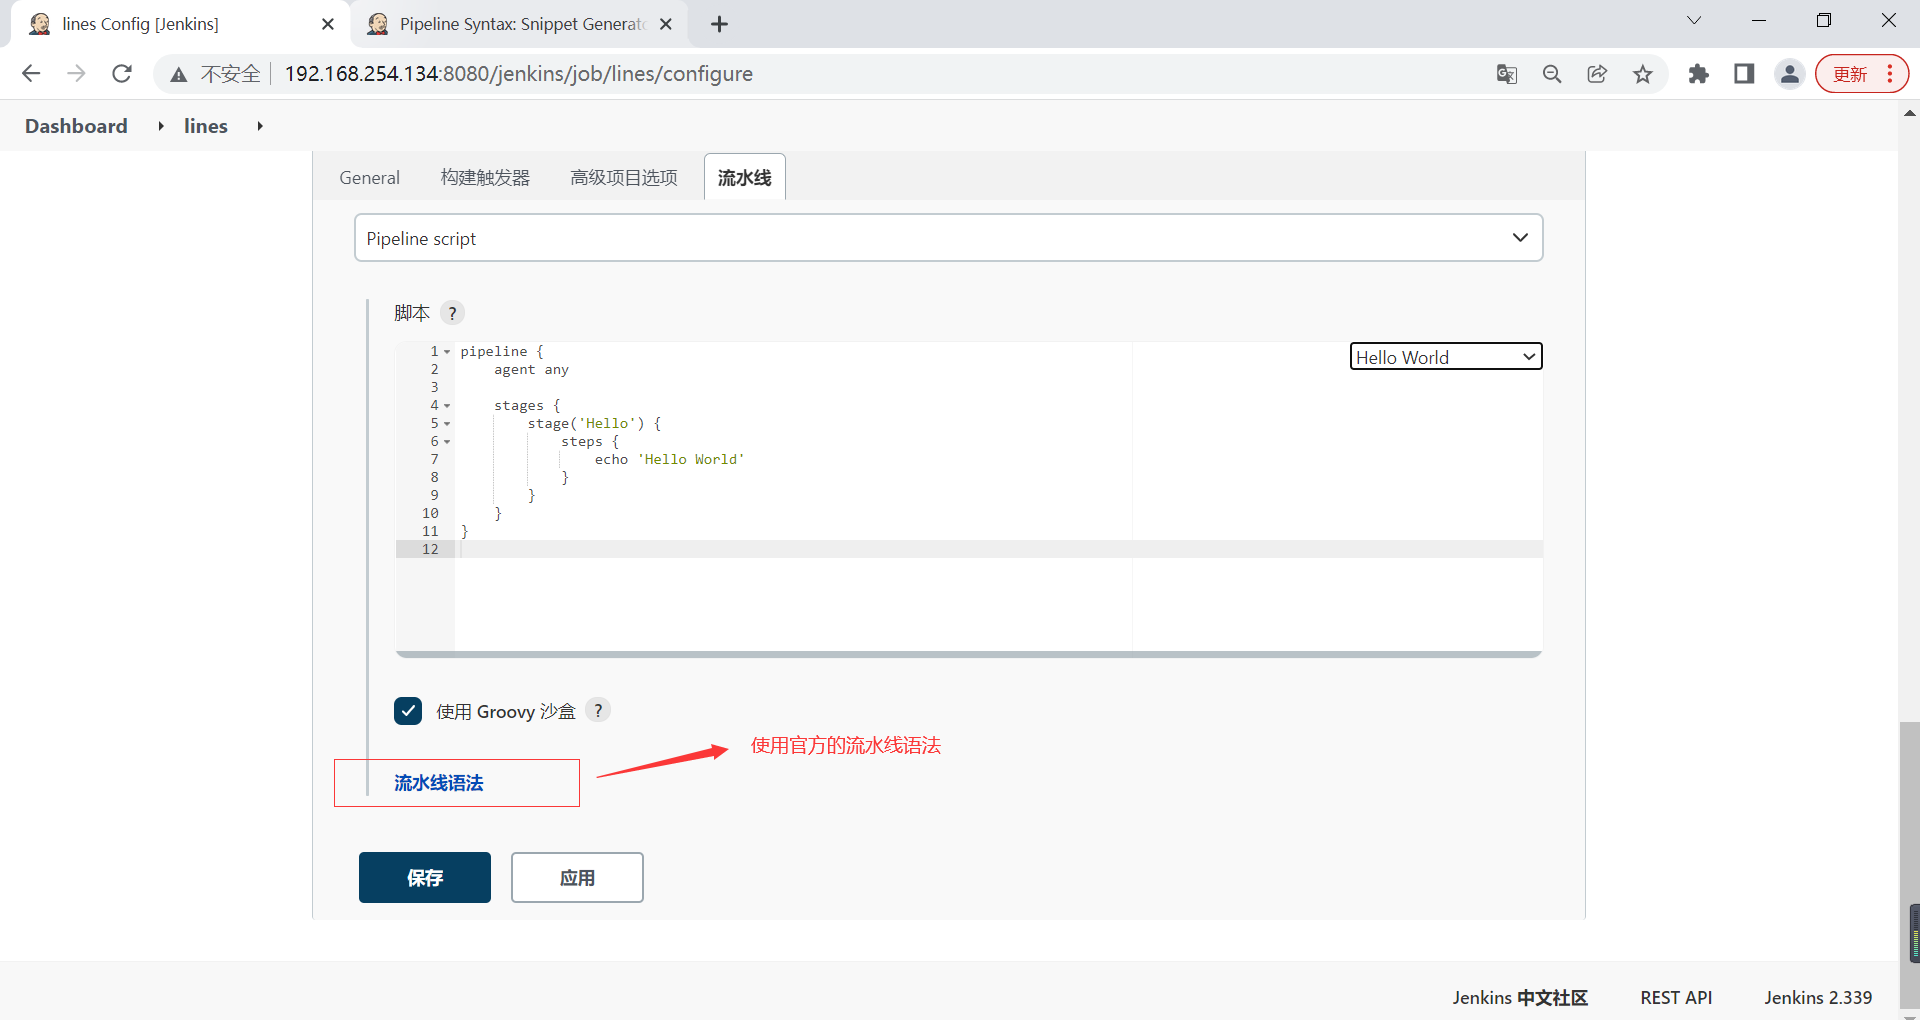 lines Config [Jenkins]
Pipeline Syntax: Snippet Generat
不安全
192.168.254.134:8080/jenkins/job/lines/configure
更新
Dashboard
lines
General
构建触发器
高级项目选项
流水线
Pipeline script
脚本 ?
Hello World
1 pipeline {
2     agent any
3
4     stages {
5         stage('Hello') {
6             steps {
7                 echo 'Hello World'
8             }
9         }
10     }
11 }
12
使用 Groovy 沙盒 ?
使用官方的流水线语法
流水线语法
保存
应用
Jenkins 中文社区
REST API
Jenkins 2.339